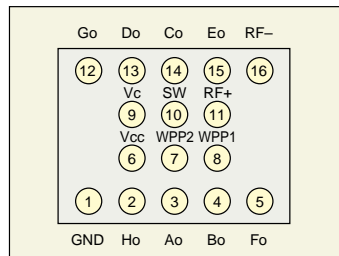 Go Do Co Eo RF–
12 13 14 15 16
Vc SW RF+
9 10 11
Vcc WPP2 WPP1
6 7 8
1 2 3 4 5
GND Ho Ao Bo Fo